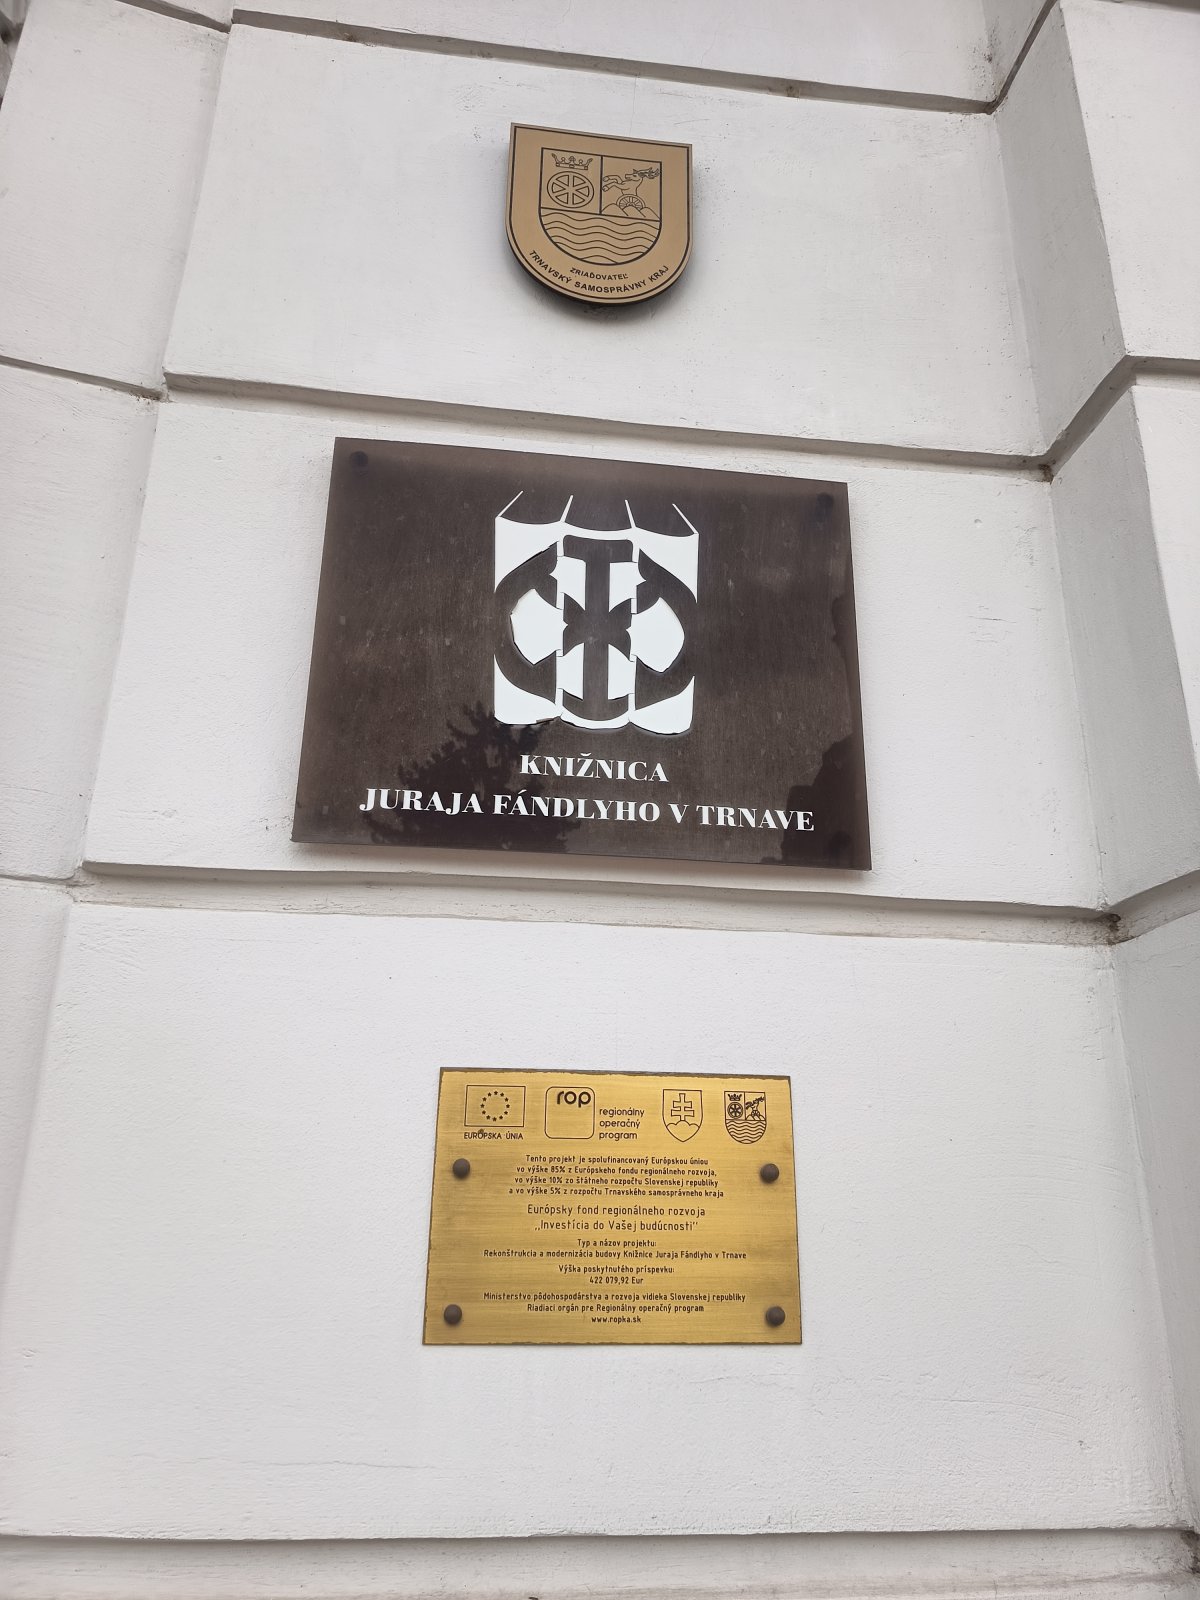 ZRIAĎOVATEĽ
TRNAVSKÝ SAMOSPRÁVNY KRAJ
KNIŽNICA
JURAJA FÁNDLYHO V TRNAVE
EURÓPSKA ÚNIA
rop
regionálny
operačný
program
Tento projekt je spolufinancovaný Európskou úniou
vo výške 85% z Európskeho fondu regionálneho rozvoja,
vo výške 10% zo štátneho rozpočtu Slovenskej republiky
a vo výške 5% z rozpočtu Trnavského samosprávneho kraja
Európsky fond regionálneho rozvoja
„Investícia do Vašej budúcnosti"
Typ a názov projektu:
Rekonštrukcia a modernizácia budovy Knižnice Juraja Fándlyho v Trnave
Výška poskytnutého príspevku:
422 079,92 Eur
Ministerstvo pôdohospodárstva a rozvoja vidieka Slovenskej republiky
Riadiaci orgán pre Regionálny operačný program
www.ropka.sk